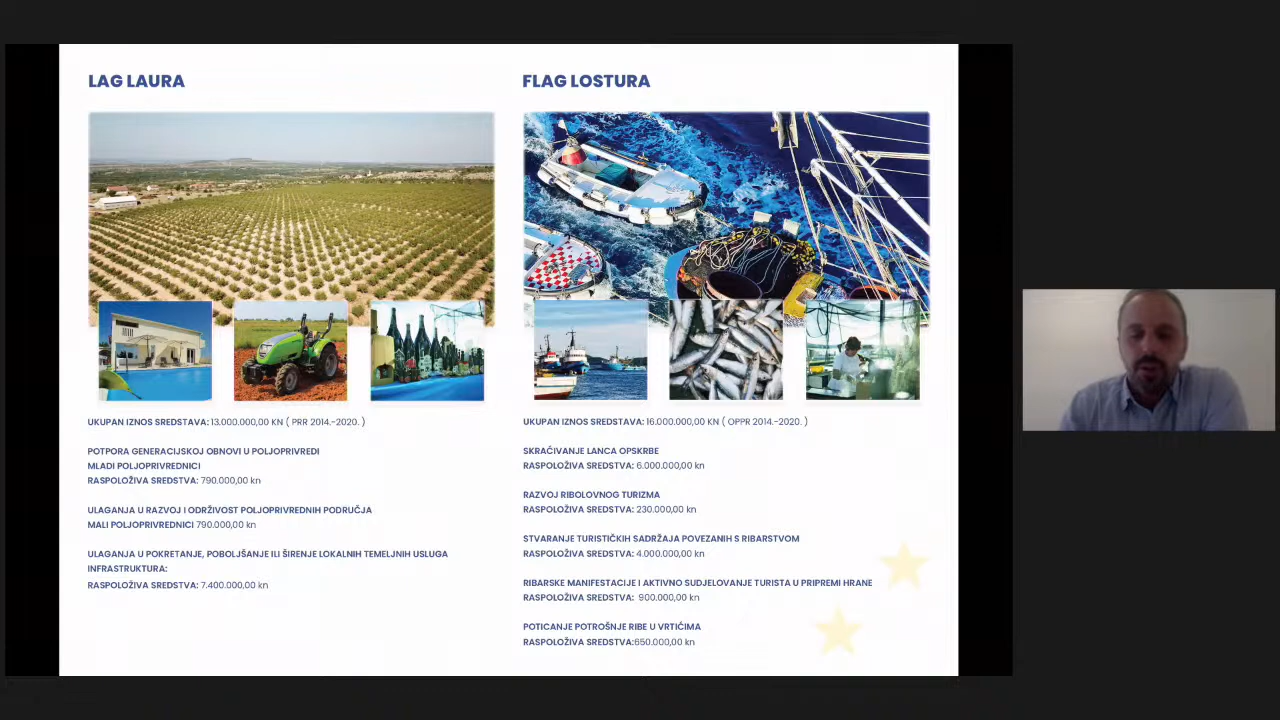 LAG LAURA
UKUPAN IZNOS SREDSTAVA: 13.000.000,00 KN ( PRR 2014.-2020. )
POTPORA GENERACIJSKOJ OBNOVI U POLJOPRIVREDI
MLADI POLJOPRIVREDNICI
RASPOLOŽIVA SREDSTVA: 790.000,00 kn
ULAGANJA U RAZVOJ I ODRŽIVOST POLJOPRIVREDNIH PODRUČJA
MALI POLJOPRIVREDNICI 790.000,00 kn
ULAGANJA U POKRETANJE, POBOLJŠANJE ILI ŠIRENJE LOKALNIH TEMELJNIH USLUGA
INFRASTRUKTURA:
RASPOLOŽIVA SREDSTVA: 7.400.000,00 kn
FLAG LOSTURA
UKUPAN IZNOS SREDSTAVA: 16.000.000,00 KN ( OPPR 2014.-2020. )
SKRAČIVANJE LANCA OPSKRBE
RASPOLOŽIVA SREDSTVA: 6.000.000,00 kn
RAZVOJ RIBOLOVNOG TURIZMA
RASPOLOŽIVA SREDSTVA: 230.000,00 kn
STVARANJE TURISTIČKIH SADRŽAJA POVEZANIH S RIBARSTVOM
RASPOLOŽIVA SREDSTVA: 4.000.000,00 kn
RIBARSKE MANIFESTACIJE I AKTIVNO SUDJELOVANJE TURISTA U PRIPREMI HRANE
RASPOLOŽIVA SREDSTVA: 900.000,00 kn
POTICANJE POTROŠNJE RIBE U VRTIĆIMA
RASPOLOŽIVA SREDSTVA:650.000,00 kn